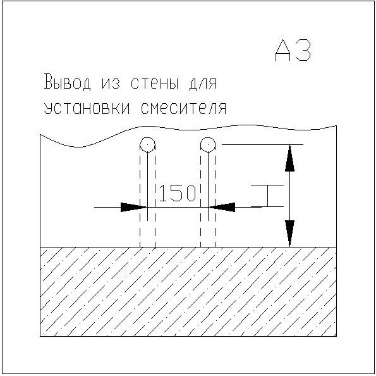 А3
Вывод из стены для
установки смесителя
150
H